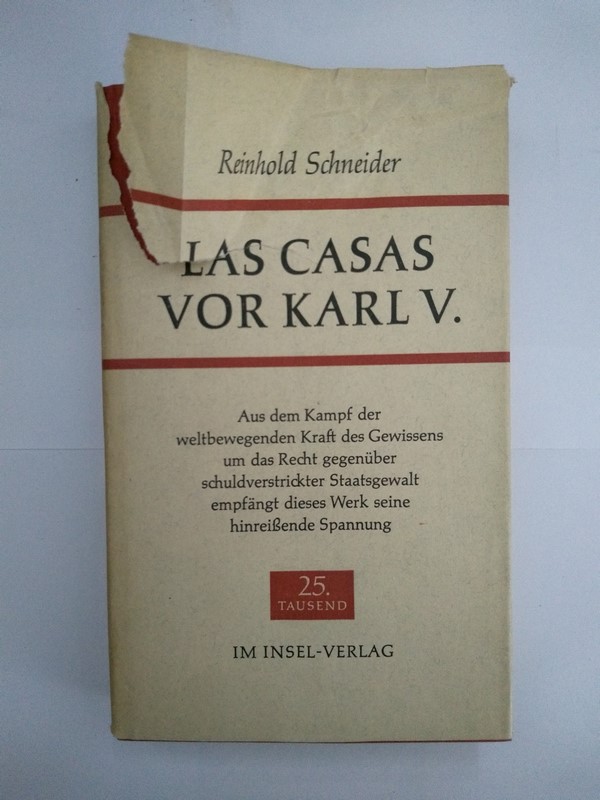 Reinhold Schneider
LAS CASAS
VOR KARL V.
Aus dem Kampf der
weltbewegenden Kraft des Gewissens
um das Recht gegenüber
schuldverstrickter Staatsgewalt
empfängt dieses Werk seine
hinreißende Spannung
25.
TAUSEND
IM INSEL-VERLAG